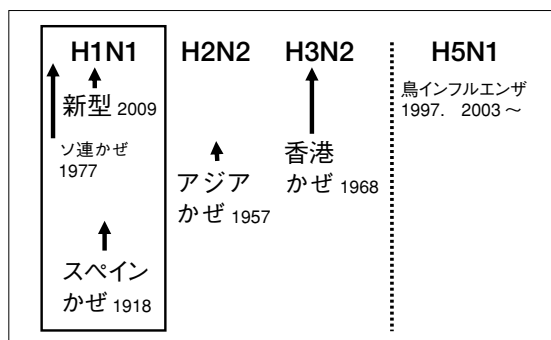 H1N1
新型 2009
ソ連かぜ
1977
スペイン
かぜ 1918
H2N2
アジア
かぜ 1957
H3N2
香港
かぜ 1968
H5N1
鳥インフルエンザ
1997. 2003～